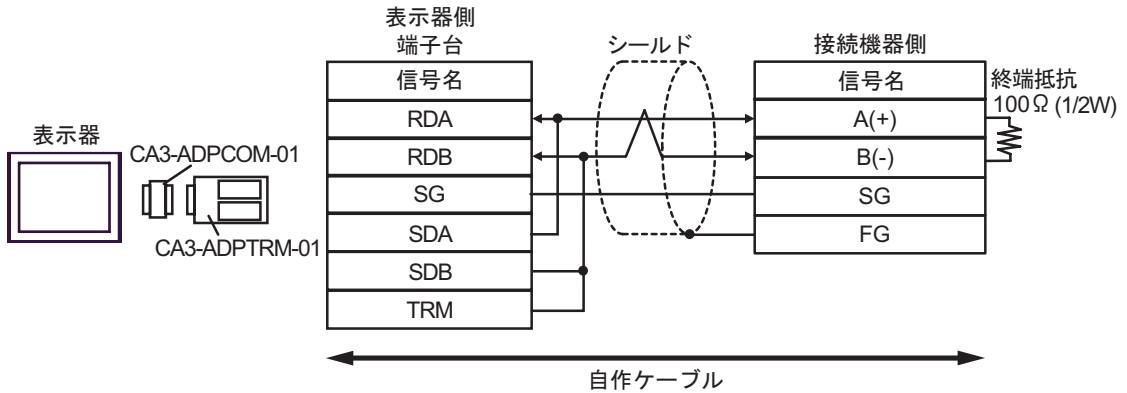 表示器
CA3-ADPCOM-01
CA3-ADPTRM-01
表示器側
端子台
信号名
RDA
RDB
SG
SDA
SDB
TRM
シールド
接続機器側
信号名
A(+)
B(-)
SG
FG
終端抵抗
100Ω (1/2W)
自作ケーブル